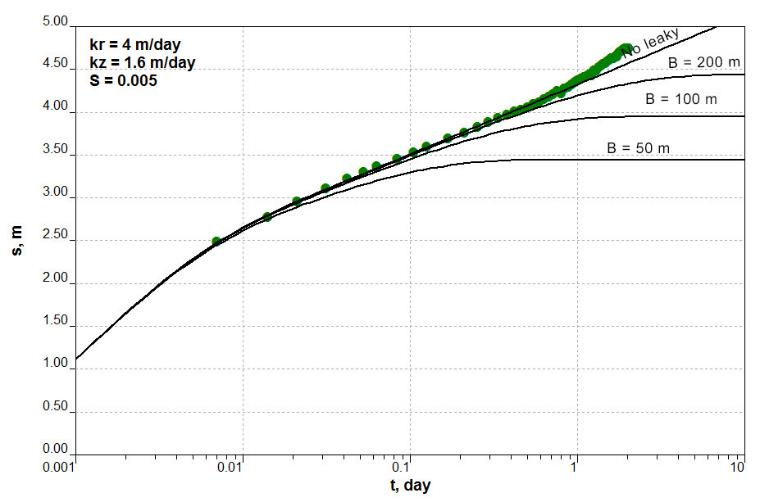 5.00
kr = 4 m/day
kz = 1.6 m/day
S = 0.005
No leaky
4.50
B = 200 m
4.00
B = 100 m
3.50
B = 50 m
3.00
2.50
s, m
2.00
1.50
1.00
0.50
0.00
0.001 0.01 0.1 1 10
t, day